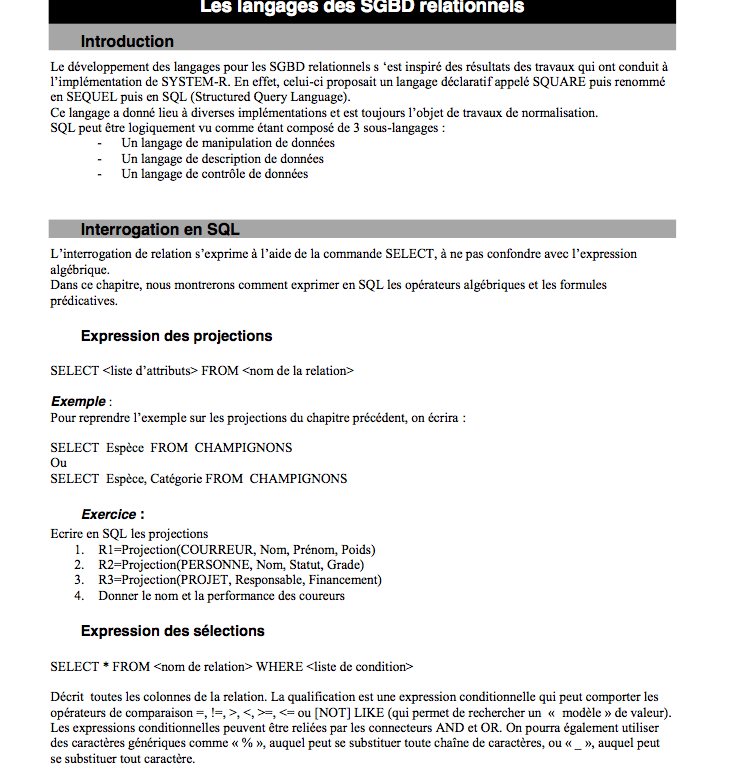 Les langages des SGBD relationnels
Introduction
Le développement des langages pour les SGBD relationnels s ‘est inspiré des résultats des travaux qui ont conduit à
l’implémentation de SYSTEM-R. En effet, celui-ci proposait un langage déclaratif appelé SQUARE puis renommé
en SEQUEL puis en SQL (Structured Query Language).
Ce langage a donné lieu à diverses implémentations et est toujours l’objet de travaux de normalisation.
SQL peut être logiquement vu comme étant composé de 3 sous-langages :
- Un langage de manipulation de données
- Un langage de description de données
- Un langage de contrôle de données
Interrogation en SQL
L’interrogation de relation s’exprime à l’aide de la commande SELECT, à ne pas confondre avec l’expression
algébrique.
Dans ce chapitre, nous montrerons comment exprimer en SQL les opérateurs algébriques et les formules
prédicatives.
Expression des projections
SELECT <liste d’attributs> FROM <nom de la relation>
Exemple :
Pour reprendre l’exemple sur les projections du chapitre précédent, on écrira :
SELECT Espèce FROM CHAMPIGNONS
Ou
SELECT Espèce, Catégorie FROM CHAMPIGNONS
Exercice :
Ecrire en SQL les projections
1. R1=Projection(COURREUR, Nom, Prénom, Poids)
2. R2=Projection(PERSONNE, Nom, Statut, Grade)
3. R3=Projection(PROJET, Responsable, Financement)
4. Donner le nom et la performance des coureurs
Expression des sélections
SELECT * FROM <nom de relation> WHERE <liste de condition>
Décrit toutes les colonnes de la relation. La qualification est une expression conditionnelle qui peut comporter les
opérateurs de comparaison =, !=, >, <, >=, <= ou [NOT] LIKE (qui permet de rechercher un « modèle » de valeur).
Les expressions conditionnelles peuvent être reliées par les connecteurs AND et OR. On pourra également utiliser
des caractères génériques comme « % », auquel peut se substituer toute chaîne de caractères, ou « _ », auquel peut
se substituer tout caractère.